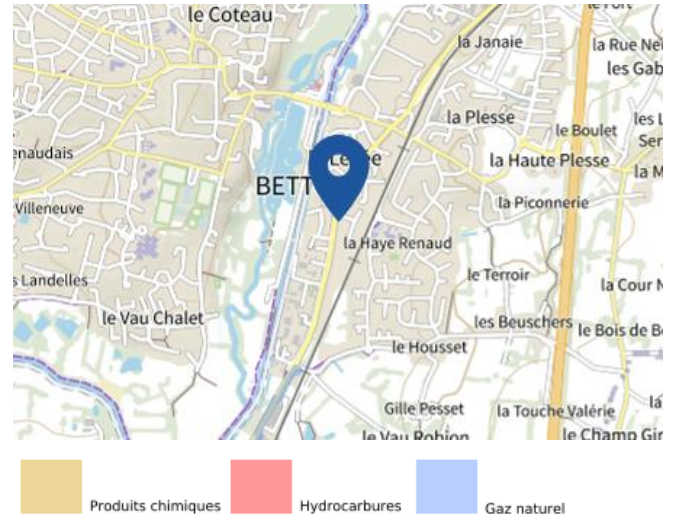 le Coteau
la Janaie
la Rue Nei
les Gab
la Plesse
le Boulet
les L
Ser
enaudais
la Haute Plesse
la M
BETT
Villeneuve
la Piconnerie
la Haye Renaud
s Landelles
le Terroir
la Cour N
le Vau Chalet
les Beuschers
le Bois de B
le Housset
Gille Pesset
la Touche Valérie
la
le Vau Robion
le Champ Gir
Produits chimiques
Hydrocarbures
Gaz naturel